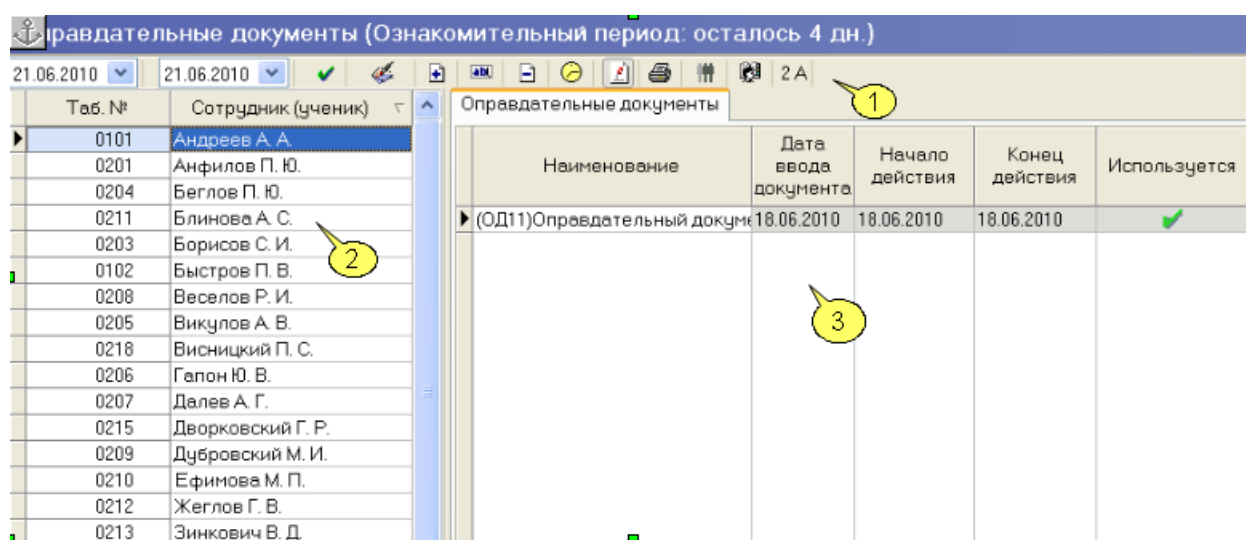 правдательные документы (Ознакомительный период: осталось 4 дн.)
21.06.2010 21.06.2010 abl 2 A
1
Таб. № Сотрудник (ученик)
Оправдательные документы
Наименование Дата ввода документа Начало действия Конец действия Используется
0101 Андреев А. А.
0201 Анфилов П. Ю.
0204 Беглов П. Ю.
0211 Блинова А. С.
(ОД11)Оправдательный докуме 18.06.2010 18.06.2010 18.06.2010
0203 Борисов С. И.
2
0102 Быстров П. В.
0208 Веселов Р. И.
0205 Викулов А. В.
3
0218 Висницкий П. С.
0206 Гапон Ю. В.
0207 Далев А. Г.
0215 Дворковский Г. Р.
0209 Дубровский М. И.
0210 Ефимова М. П.
0212 Жеглов Г. В.
0213 Зинкович В. Д.